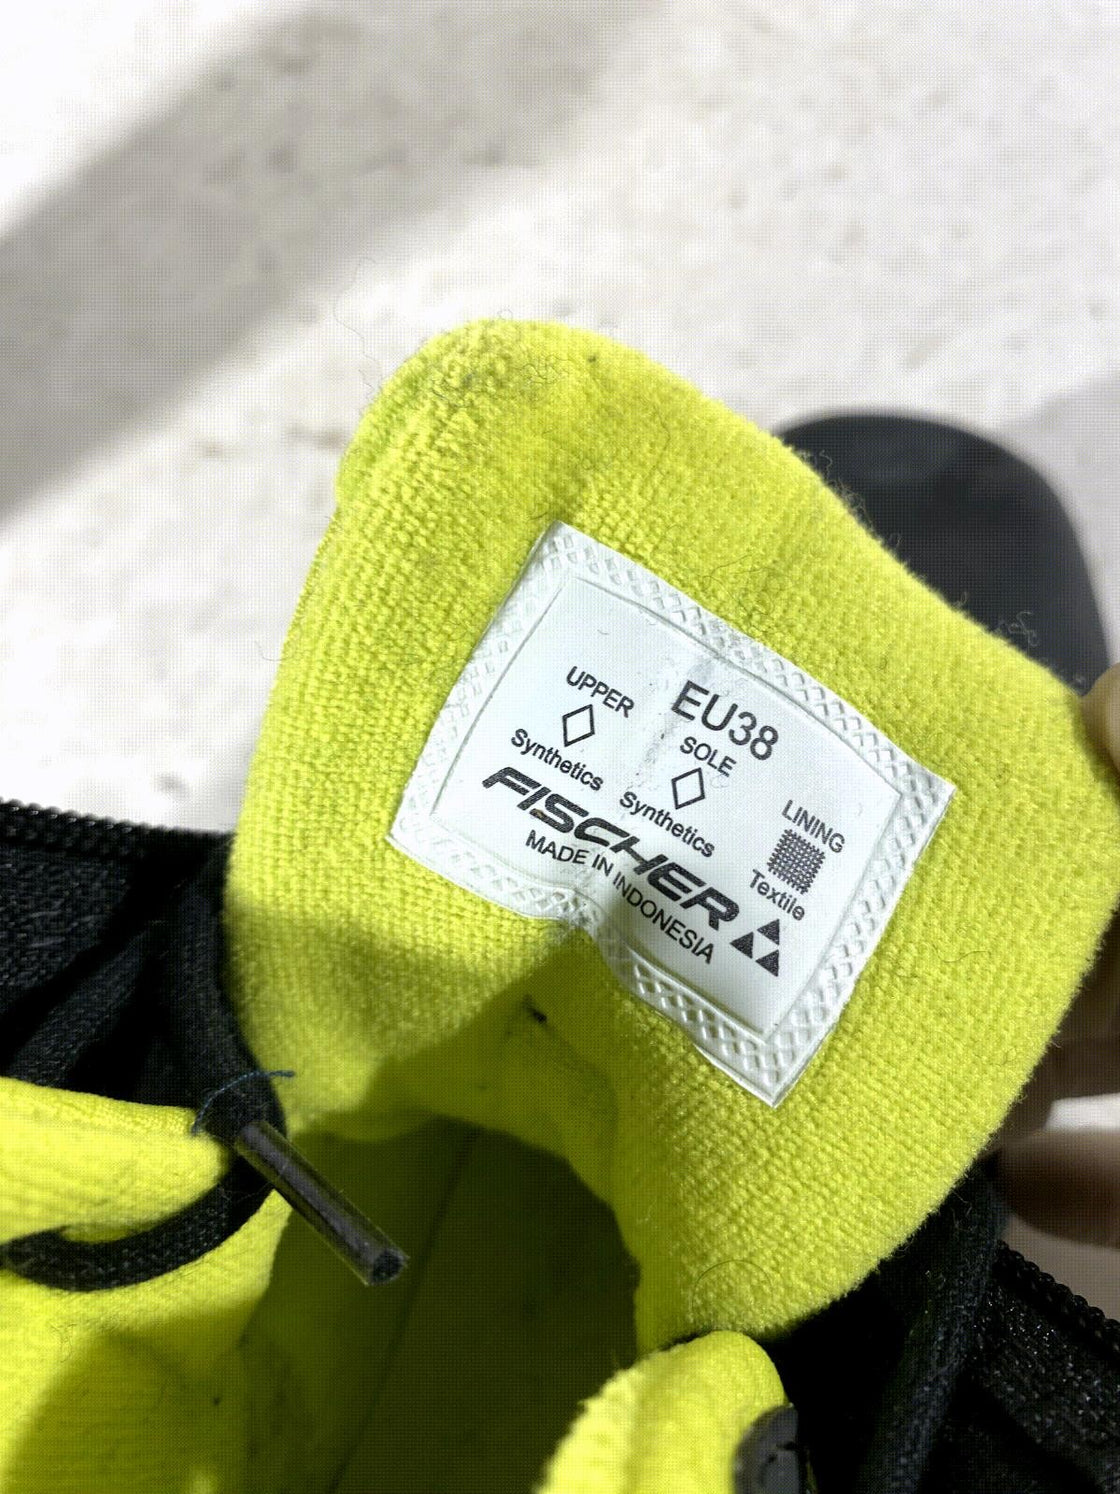 EU38
UPPER
Synthetics
SOLE
Synthetics
LINING
Textile
FISCHER
MADE IN INDONESIA